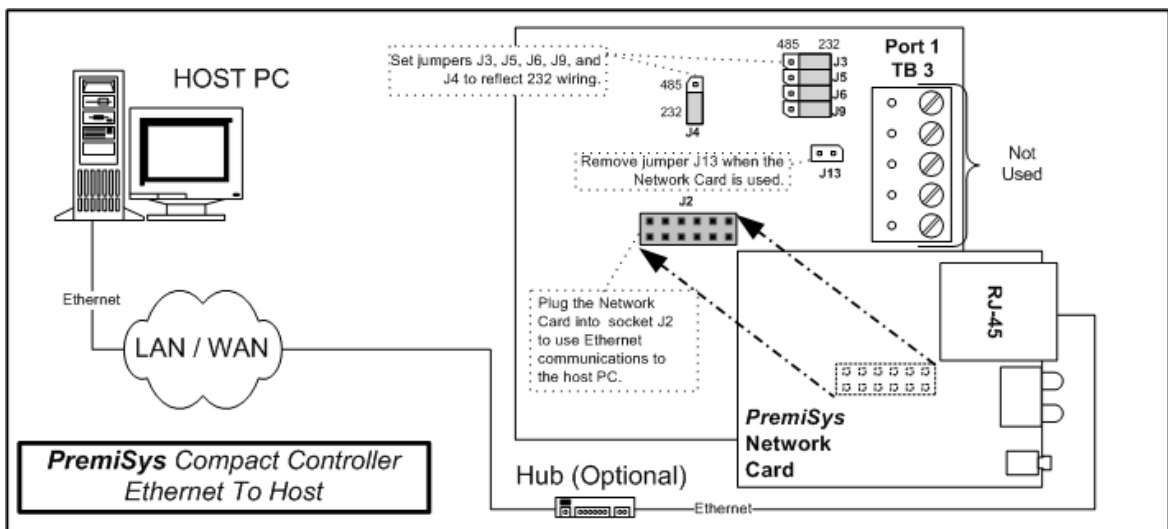 HOST PC
Set jumpers J3, J5, J6, J9, and
J4 to reflect 232 wiring.
485 232
J3
J5
J6
J9
485
232
J4
Port 1
TB 3
Not
Used
Remove jumper J13 when the
Network Card is used.
J13
J2
Ethernet
LAN / WAN
Plug the Network
Card into socket J2
to use Ethernet
communications to
the host PC.
RJ-45
PremiSys
Network
Card
PremiSys Compact Controller
Ethernet To Host
Hub (Optional)
Ethernet